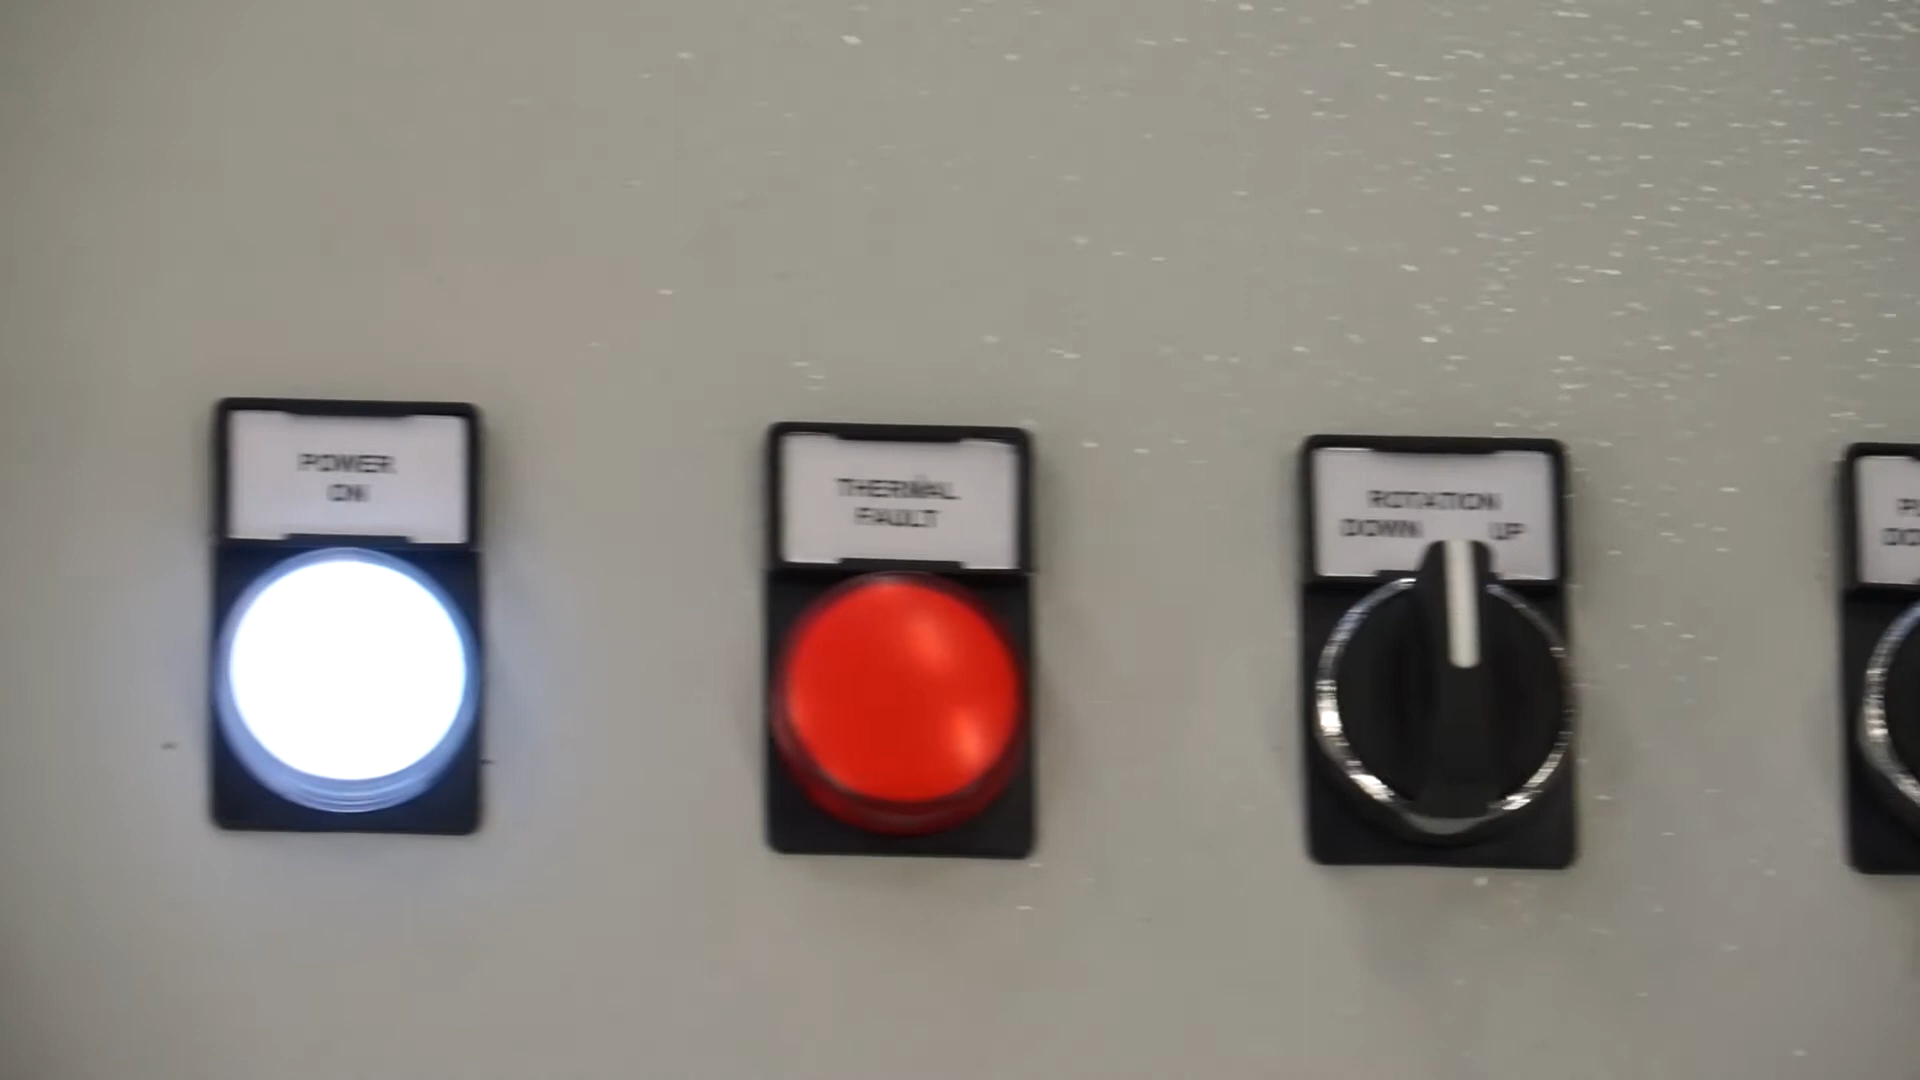 POWER
ON
THERMAL
FAULT
ROTATION
DOWN UP